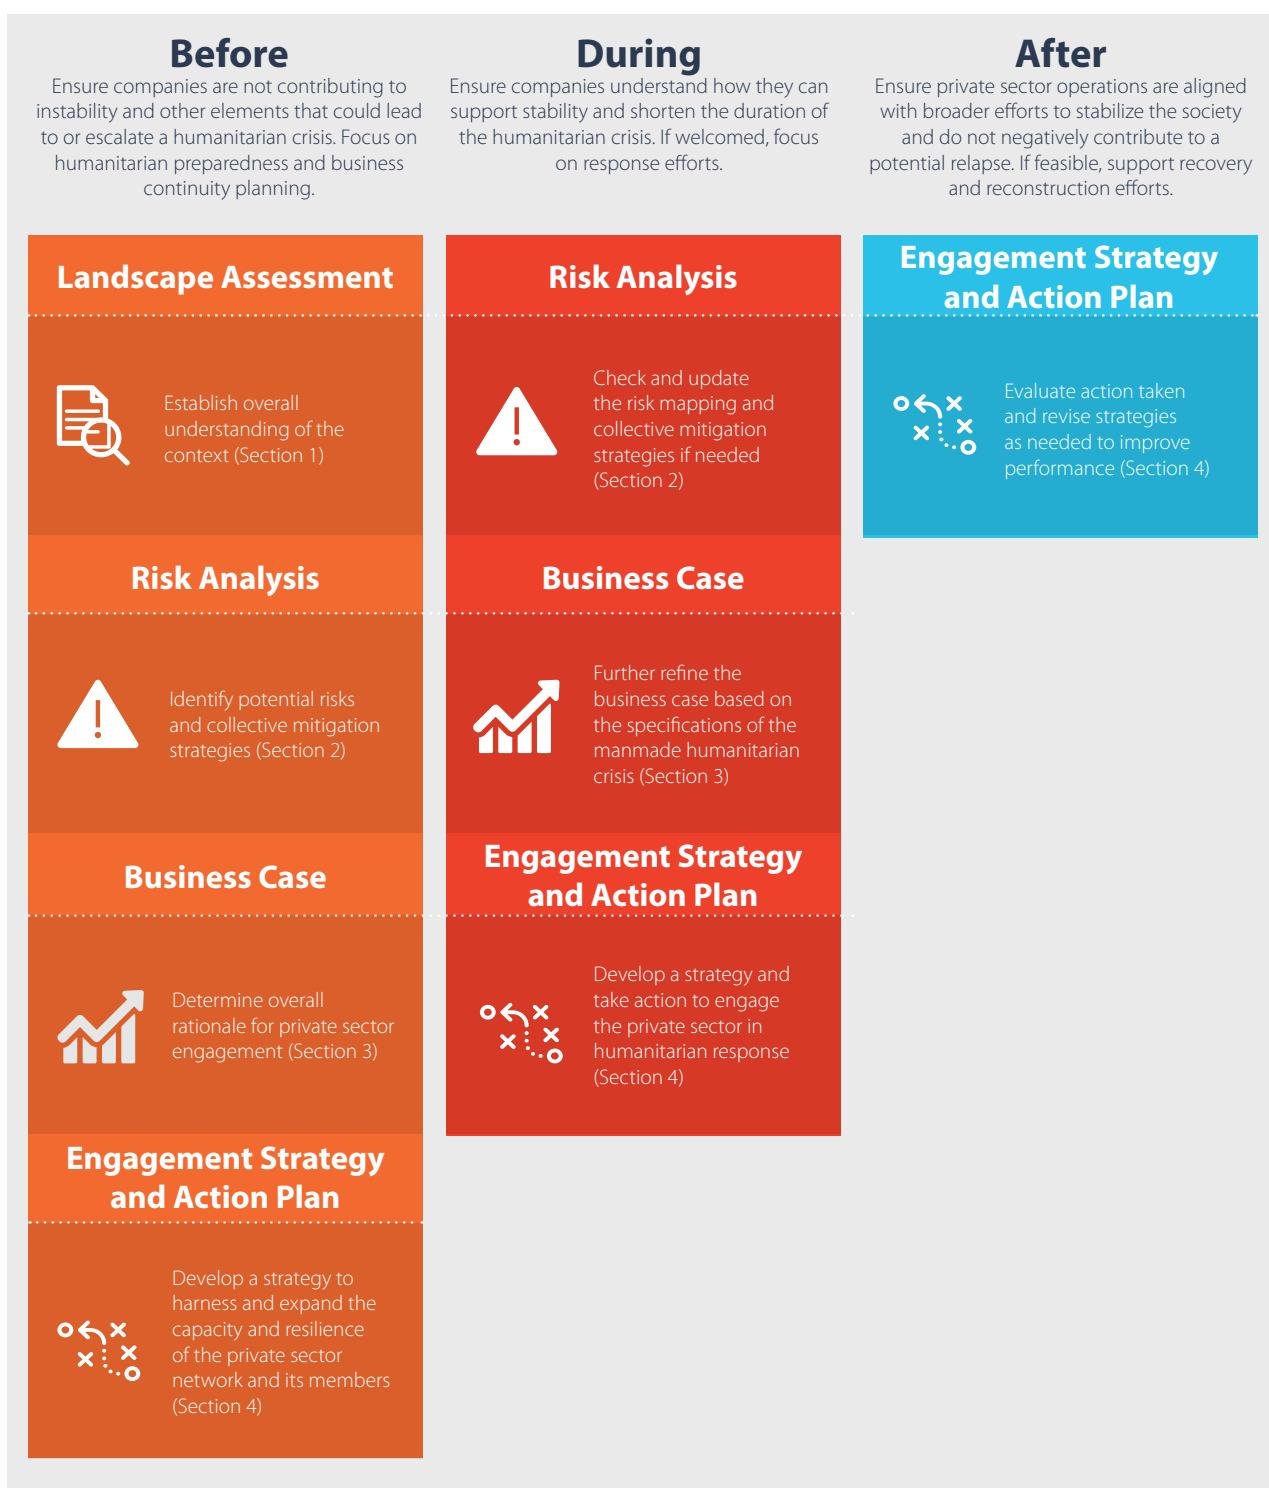 Before
Ensure companies are not contributing to
instability and other elements that could lead
to or escalate a humanitarian crisis. Focus on
humanitarian preparedness and business
continuity planning.
Landscape Assessment
Establish overall
understanding of the
context (Section 1)
Risk Analysis
Identify potential risks
and collective mitigation
strategies (Section 2)
Business Case
Determine overall
rationale for private sector
engagement (Section 3)
Engagement Strategy
and Action Plan
Develop a strategy to
harness and expand the
capacity and resilience
of the private sector
network and its members
(Section 4)
During
Ensure companies understand how they can
support stability and shorten the duration of
the humanitarian crisis. If welcomed, focus
on response efforts.
Risk Analysis
Check and update
the risk mapping and
collective mitigation
strategies if needed
(Section 2)
Business Case
Further refine the
business case based on
the specifications of the
manmade humanitarian
crisis (Section 3)
Engagement Strategy
and Action Plan
Develop a strategy and
take action to engage
the private sector in
humanitarian response
(Section 4)
After
Ensure private sector operations are aligned
with broader efforts to stabilize the society
and do not negatively contribute to a
potential relapse. If feasible, support recovery
and reconstruction efforts.
Engagement Strategy
and Action Plan
Evaluate action taken
and revise strategies
as needed to improve
performance (Section 4)